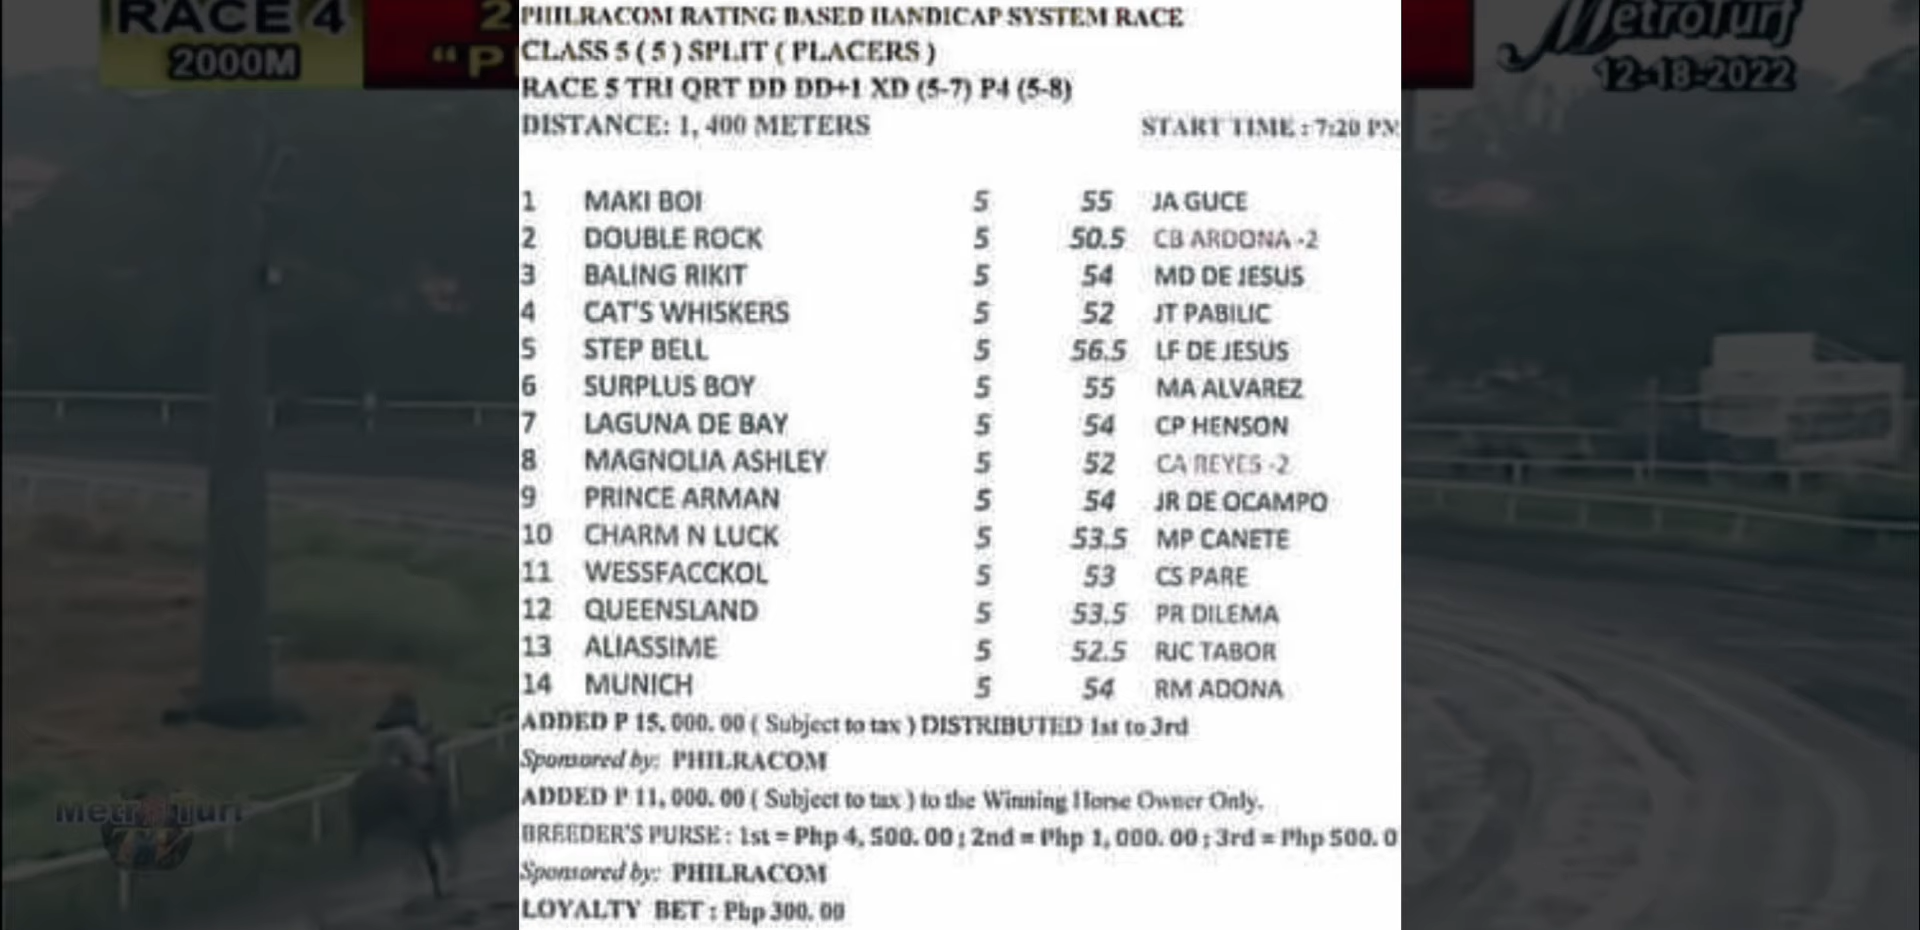 RACE 4
2000M
2
"P
MetroTurf
12-18-2022
PHILRACOM RATING BASED HANDICAP SYSTEM RACE
CLASS 5 ( 5 ) SPLIT ( PLACERS )
RACE 5 TRI QRT DD DD+1 XD (5-7) P4 (5-8)
DISTANCE: 1, 400 METERS START TIME : 7:20 PM
1 MAKI BOI 5 55 JA GUCE
2 DOUBLE ROCK 5 50.5 CB ARDONA -2
3 BALING RIKIT 5 54 MD DE JESUS
4 CAT'S WHISKERS 5 52 JT PABILIC
5 STEP BELL 5 56.5 LF DE JESUS
6 SURPLUS BOY 5 55 MA ALVAREZ
7 LAGUNA DE BAY 5 54 CP HENSON
8 MAGNOLIA ASHLEY 5 52 CA REYES -2
9 PRINCE ARMAN 5 54 JR DE OCAMPO
10 CHARM N LUCK 5 53.5 MP CANETE
11 WESSFACCKOL 5 53 CS PARE
12 QUEENSLAND 5 53.5 PR DILEMA
13 ALIASSIME 5 52.5 RIC TABOR
14 MUNICH 5 54 RM ADONA
ADDED P 15, 000. 00 ( Subject to tax ) DISTRIBUTED 1st to 3rd
Sponsored by: PHILRACOM
ADDED P 11, 000. 00 ( Subject to tax ) to the Winning Horse Owner Only.
BREEDER'S PURSE : 1st = Php 4, 500. 00 ; 2nd = Php 1, 000. 00 ; 3rd = Php 500. 0
Sponsored by: PHILRACOM
LOYALTY BET : Php 300. 00
MetroTurf